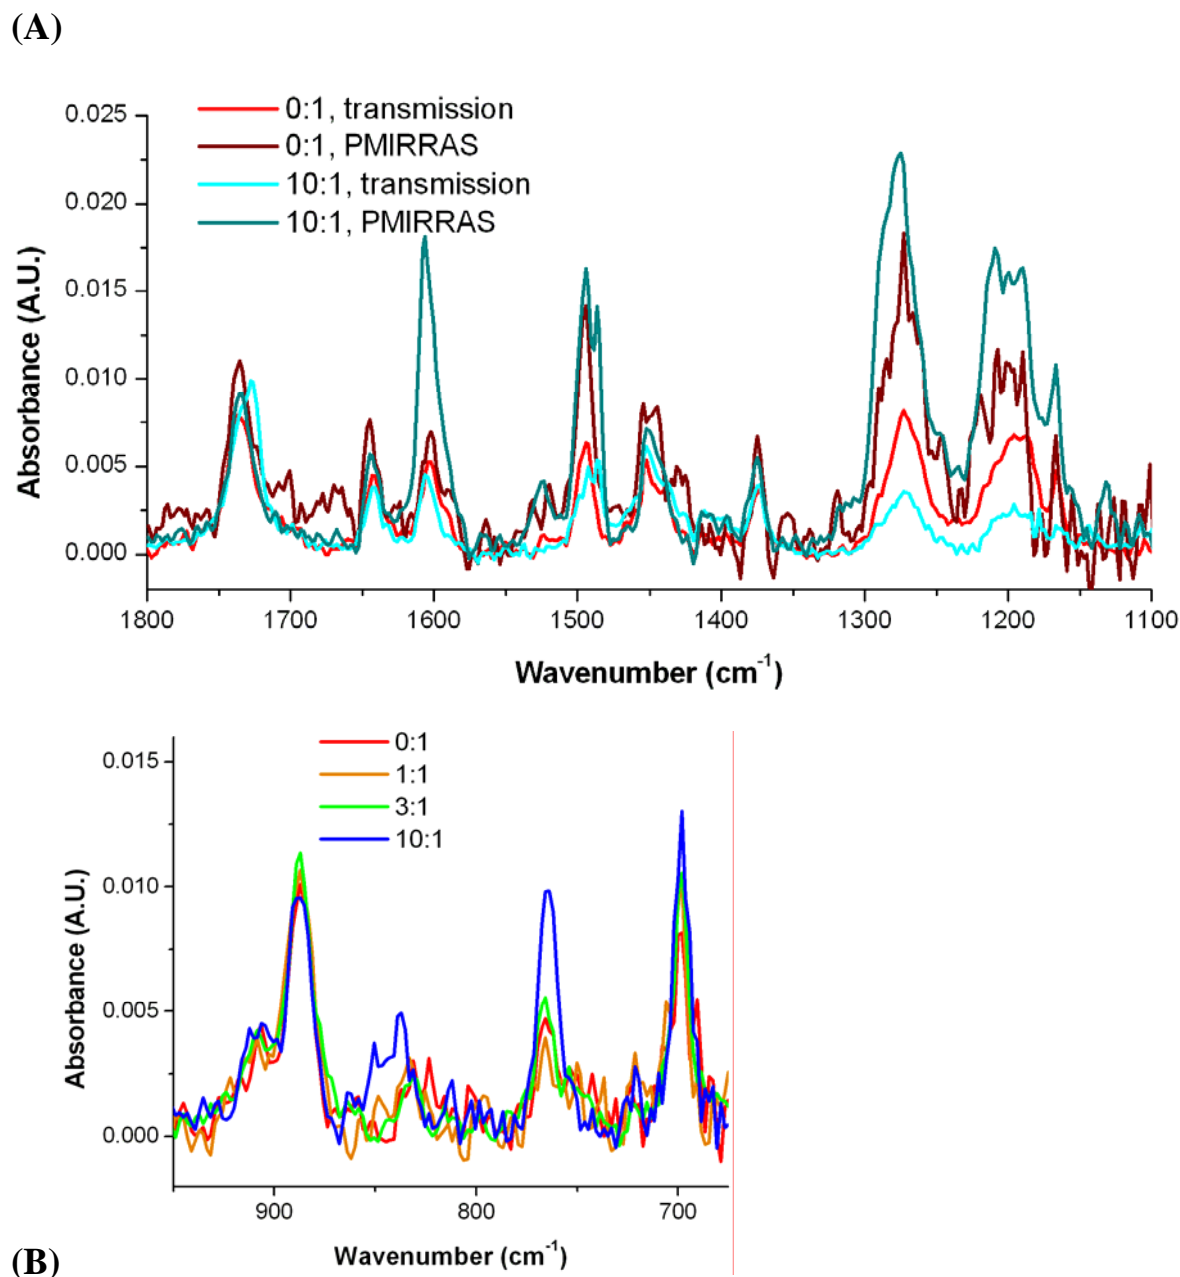 (A)
0:1, transmission
0:1, PMIRRAS
10:1, transmission
10:1, PMIRRAS
0.025
0.020
0.015
0.010
0.005
0.000
Absorbance (A.U.)
1800 1700 1600 1500 1400 1300 1200 1100
Wavenumber (cm⁻¹)
0:1
1:1
3:1
10:1
0.015
0.010
0.005
0.000
Absorbance (A.U.)
900 800 700
Wavenumber (cm⁻¹)
(B)